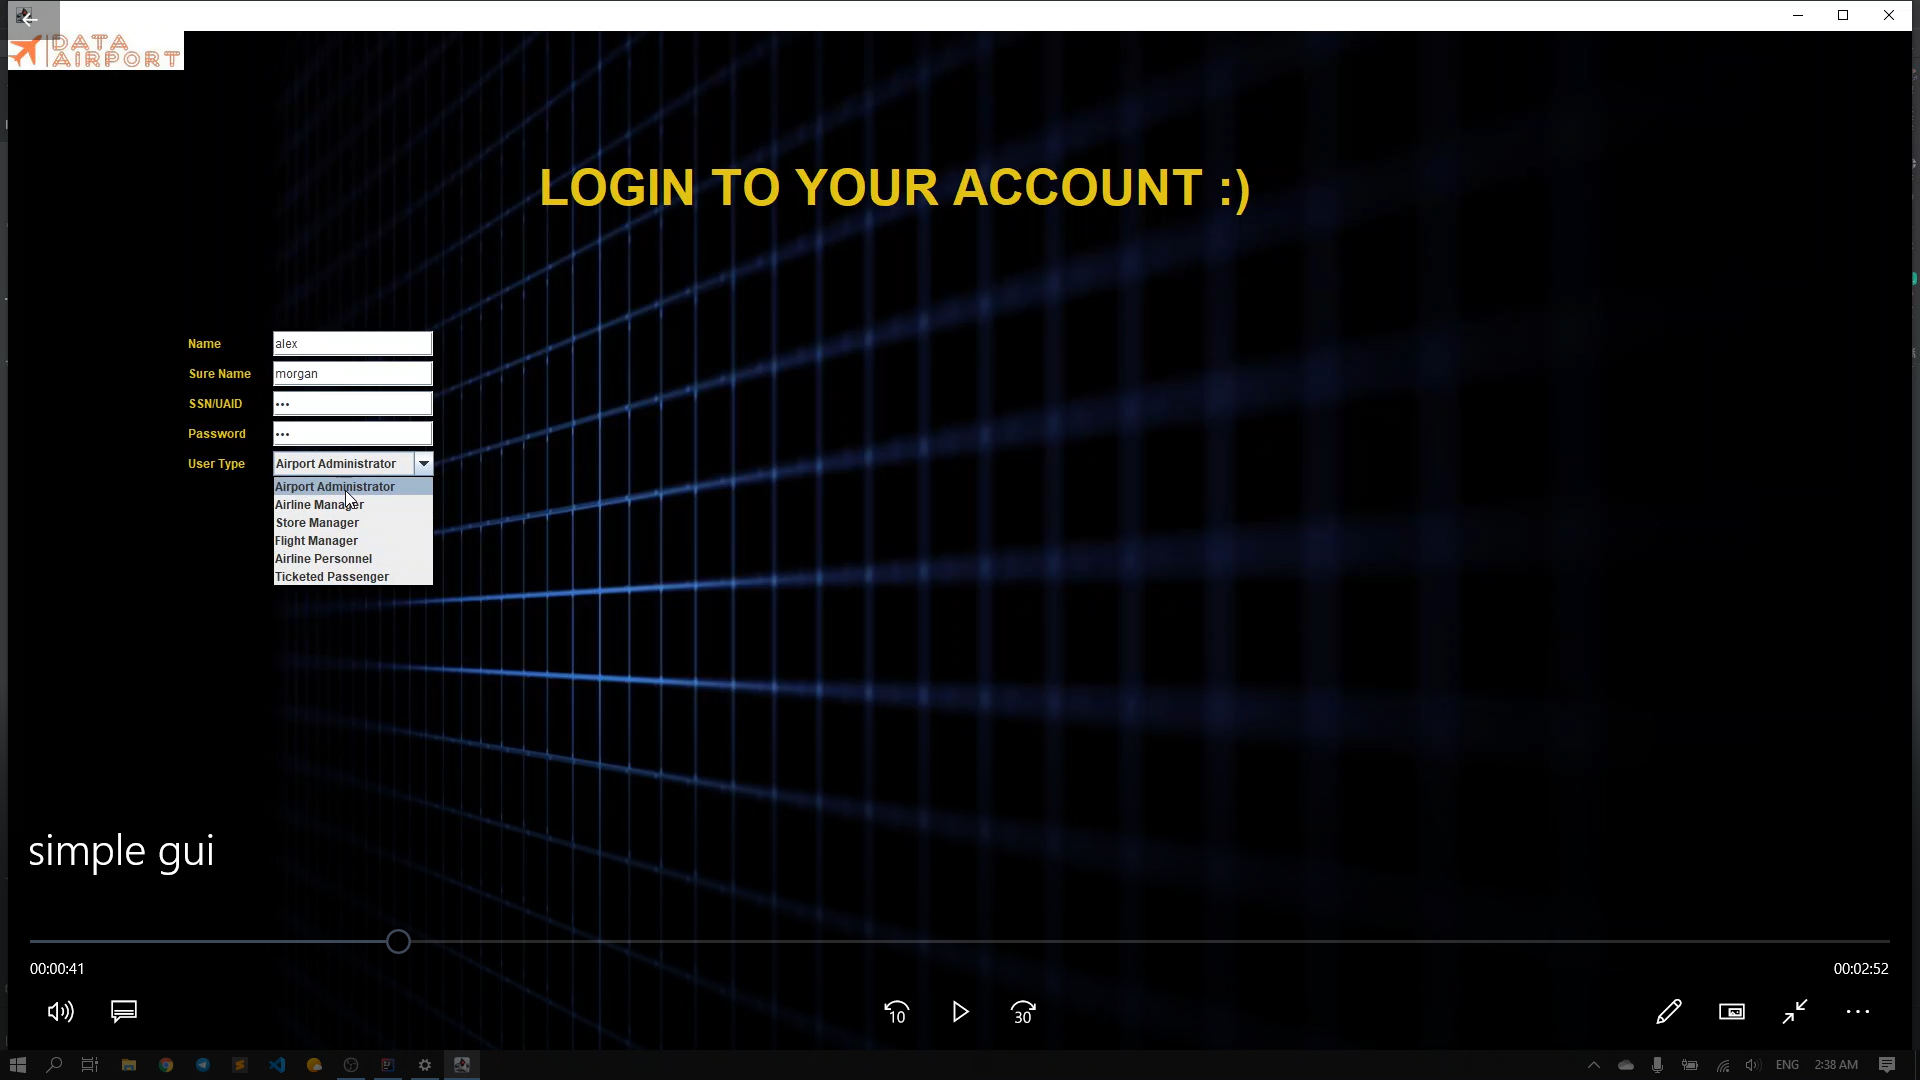 DATA
AIRPORT
LOGIN TO YOUR ACCOUNT :)
Name alex
Sure Name morgan
SSN/UAID •••
Password •••
User Type Airport Administrator
Airport Administrator
Airline Manager
Store Manager
Flight Manager
Airline Personnel
Ticketed Passenger
simple gui
00:00:41 00:02:52
10 30
ENG 2:38 AM